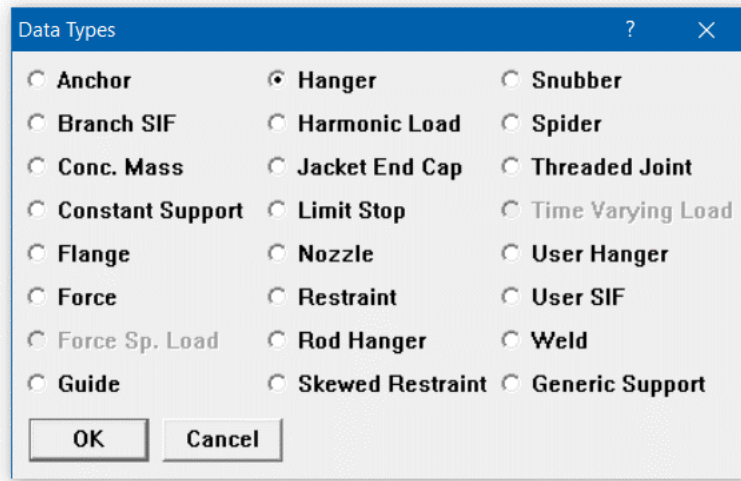 Data Types ? ×
Anchor Hanger Snubber
Branch SIF Harmonic Load Spider
Conc. Mass Jacket End Cap Threaded Joint
Constant Support Limit Stop Time Varying Load
Flange Nozzle User Hanger
Force Restraint User SIF
Force Sp. Load Rod Hanger Weld
Guide Skewed Restraint Generic Support
OK Cancel